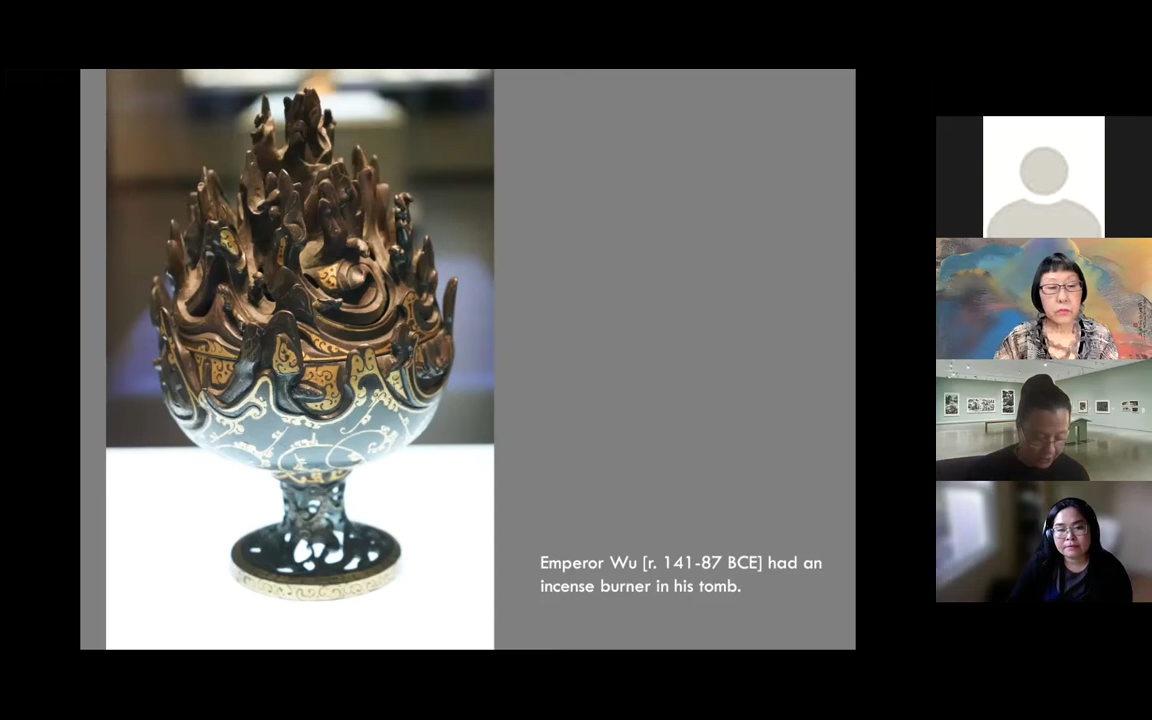 Emperor Wu [r. 141-87 BCE] had an
incense burner in his tomb.